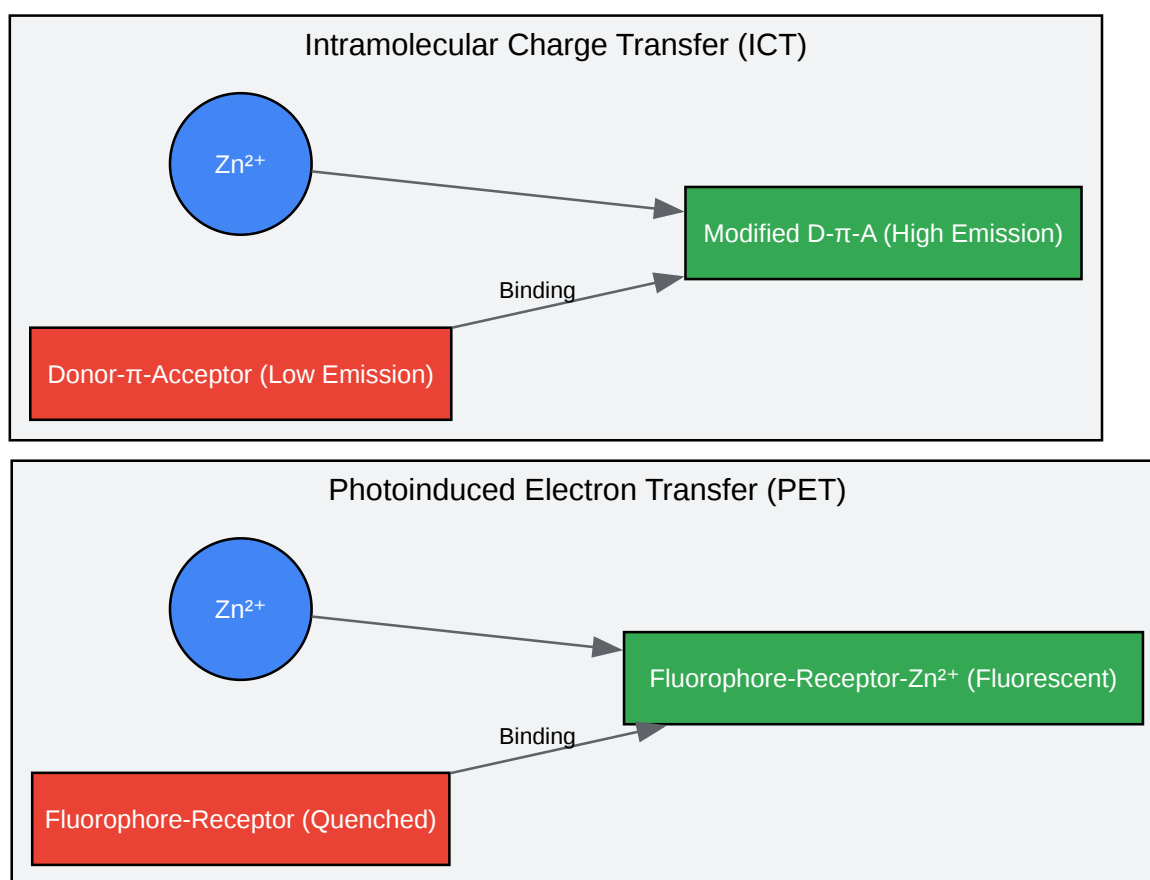 Intramolecular Charge Transfer (ICT)
Zn²⁺
Modified D-π-A (High Emission)
Binding
Donor-π-Acceptor (Low Emission)
Photoinduced Electron Transfer (PET)
Zn²⁺
Fluorophore-Receptor-Zn²⁺ (Fluorescent)
Binding
Fluorophore-Receptor (Quenched)